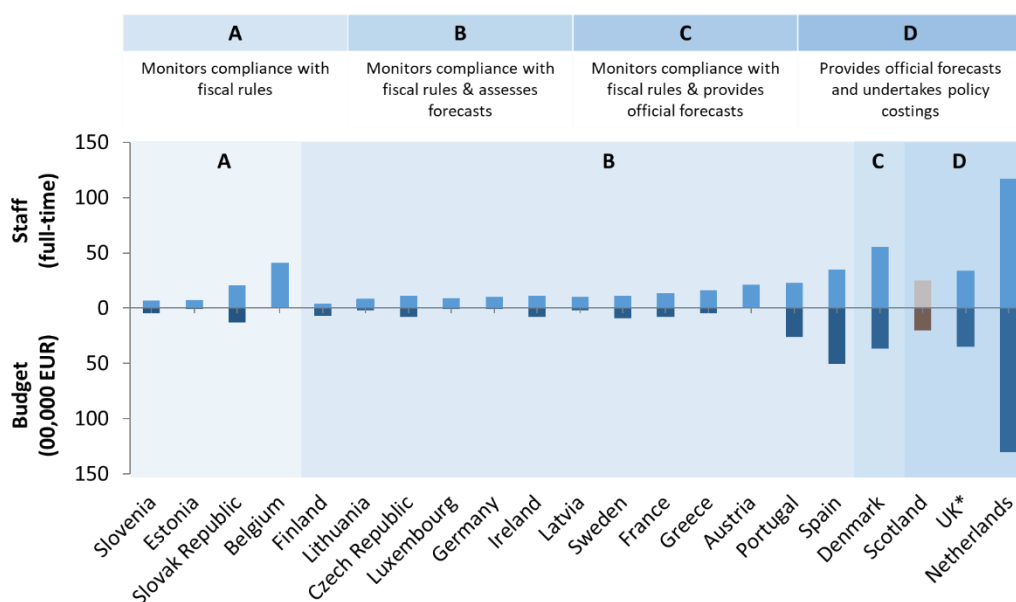 A
B
C
D
Monitors compliance with
fiscal rules
Monitors compliance with
fiscal rules & assesses
forecasts
Monitors compliance with
fiscal rules & provides
official forecasts
Provides official forecasts
and undertakes policy
costings
Staff
(full-time)
Budget
(00,000 EUR)
150
100
50
0
50
100
150
A
B
C
D
Slovenia
Estonia
Slovak Republic
Belgium
Finland
Lithuania
Czech Republic
Luxembourg
Germany
Ireland
Latvia
Sweden
France
Greece
Austria
Portugal
Spain
Denmark
Scotland
UK*
Netherlands